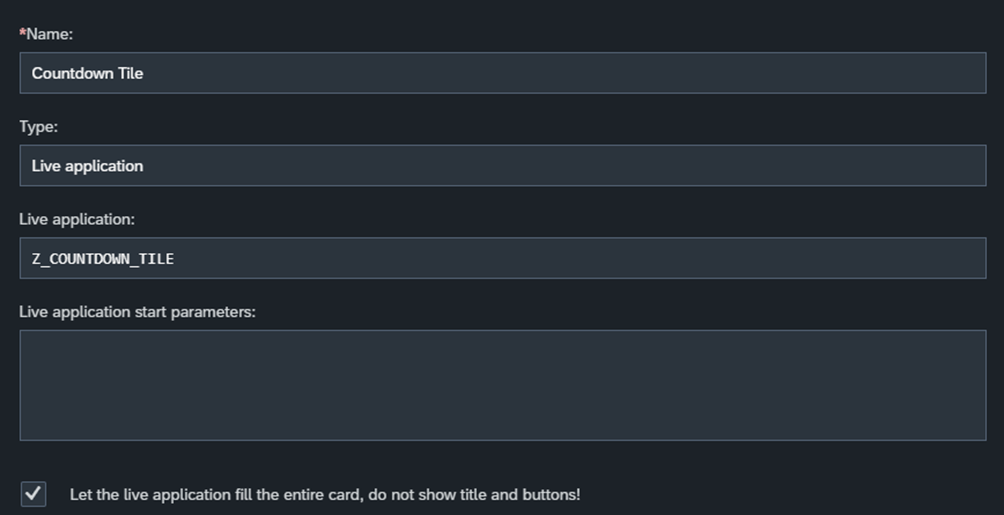 *Name:
Countdown Tile
Type:
Live application
Live application:
Z_COUNTDOWN_TILE
Live application start parameters:
Let the live application fill the entire card, do not show title and buttons!